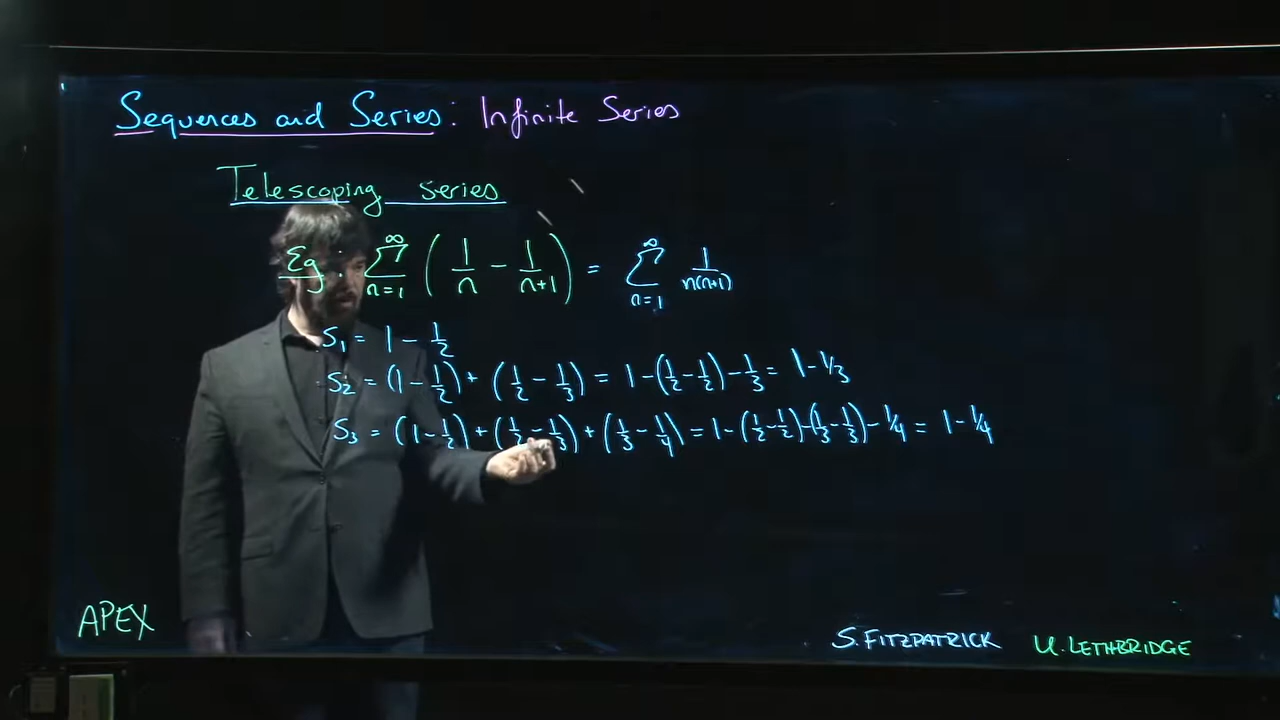 Sequences and Series: Infinite Series
Telescoping series
Eg: ∞∑n=1 (1/n − 1/n+1) = ∞∑n=1 1/n(n+1)
S1 = 1 − 1/2
S2 = (1 − 1/2) + (1/2 − 1/3) = 1 − (1/2 − 1/2) − 1/3 = 1 − 1/3
S3 = (1 − 1/2) + (1/2 − 1/3) + (1/3 − 1/4) = 1 − (1/2 − 1/2) − (1/3 − 1/3) − 1/4 = 1 − 1/4
APEX
S. FITZPATRICK U. LETHBRIDGE